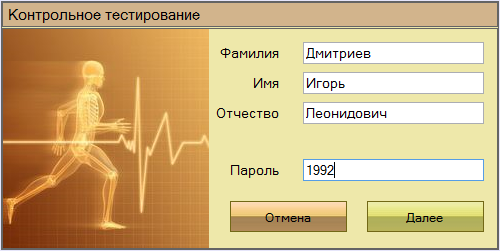 Контрольное тестирование
Фамилия Дмитриев
Имя Игорь
Отчество Леонидович
Пароль 1992
Отмена Далее